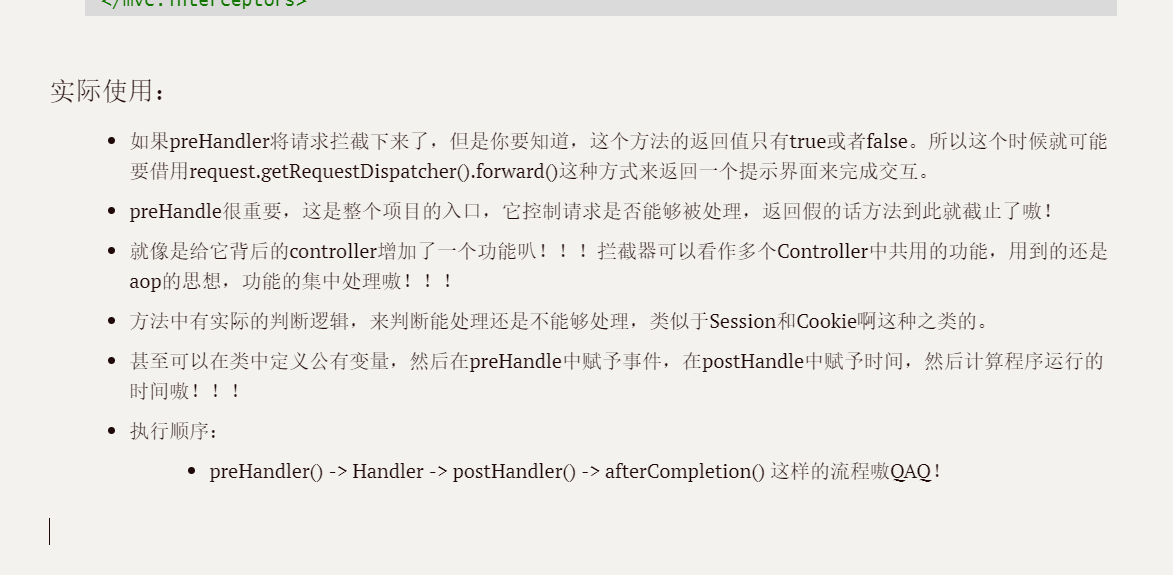 </mvc:interceptors>
实际使用：
如果preHandler将请求拦截下来了，但是你要知道，这个方法的返回值只有true或者false。所以这个时候就可能
要借用request.getRequestDispatcher().forward()这种方式来返回一个提示界面来完成交互。
preHandle很重要，这是整个项目的入口，它控制请求是否能够被处理，返回假的话方法到此就截止了嗷！
就像是给它背后的controller增加了一个功能叭！！！拦截器可以看作多个Controller中共用的功能，用到的还是
aop的思想，功能的集中处理嗷！！！
方法中有实际的判断逻辑，来判断能处理还是不能够处理，类似于Session和Cookie啊这种之类的。
甚至可以在类中定义公有变量，然后在preHandle中赋予事件，在postHandle中赋予时间，然后计算程序运行的
时间嗷！！！
执行顺序：
preHandler() -> Handler -> postHandler() -> afterCompletion() 这样的流程嗷QAQ！